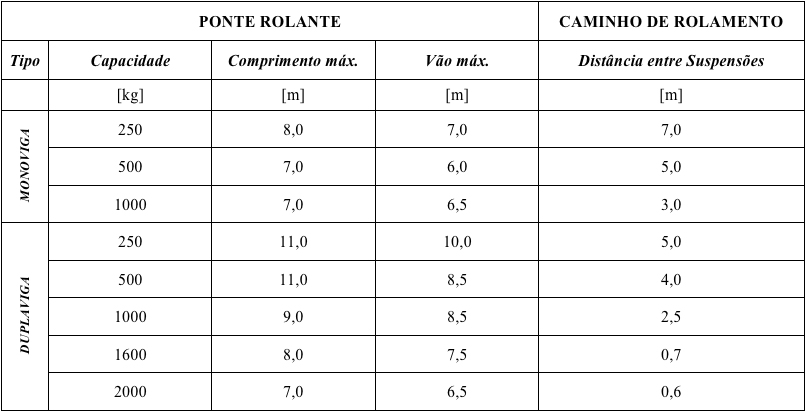 PONTE ROLANTE CAMINHO DE ROLAMENTO
Tipo Capacidade Comprimento máx. Vão máx. Distância entre Suspensões
[kg] [m] [m] [m]
MONOVIGA
250 8,0 7,0 7,0
500 7,0 6,0 5,0
1000 7,0 6,5 3,0
DUPLAVIGA
250 11,0 10,0 5,0
500 11,0 8,5 4,0
1000 9,0 8,5 2,5
1600 8,0 7,5 0,7
2000 7,0 6,5 0,6